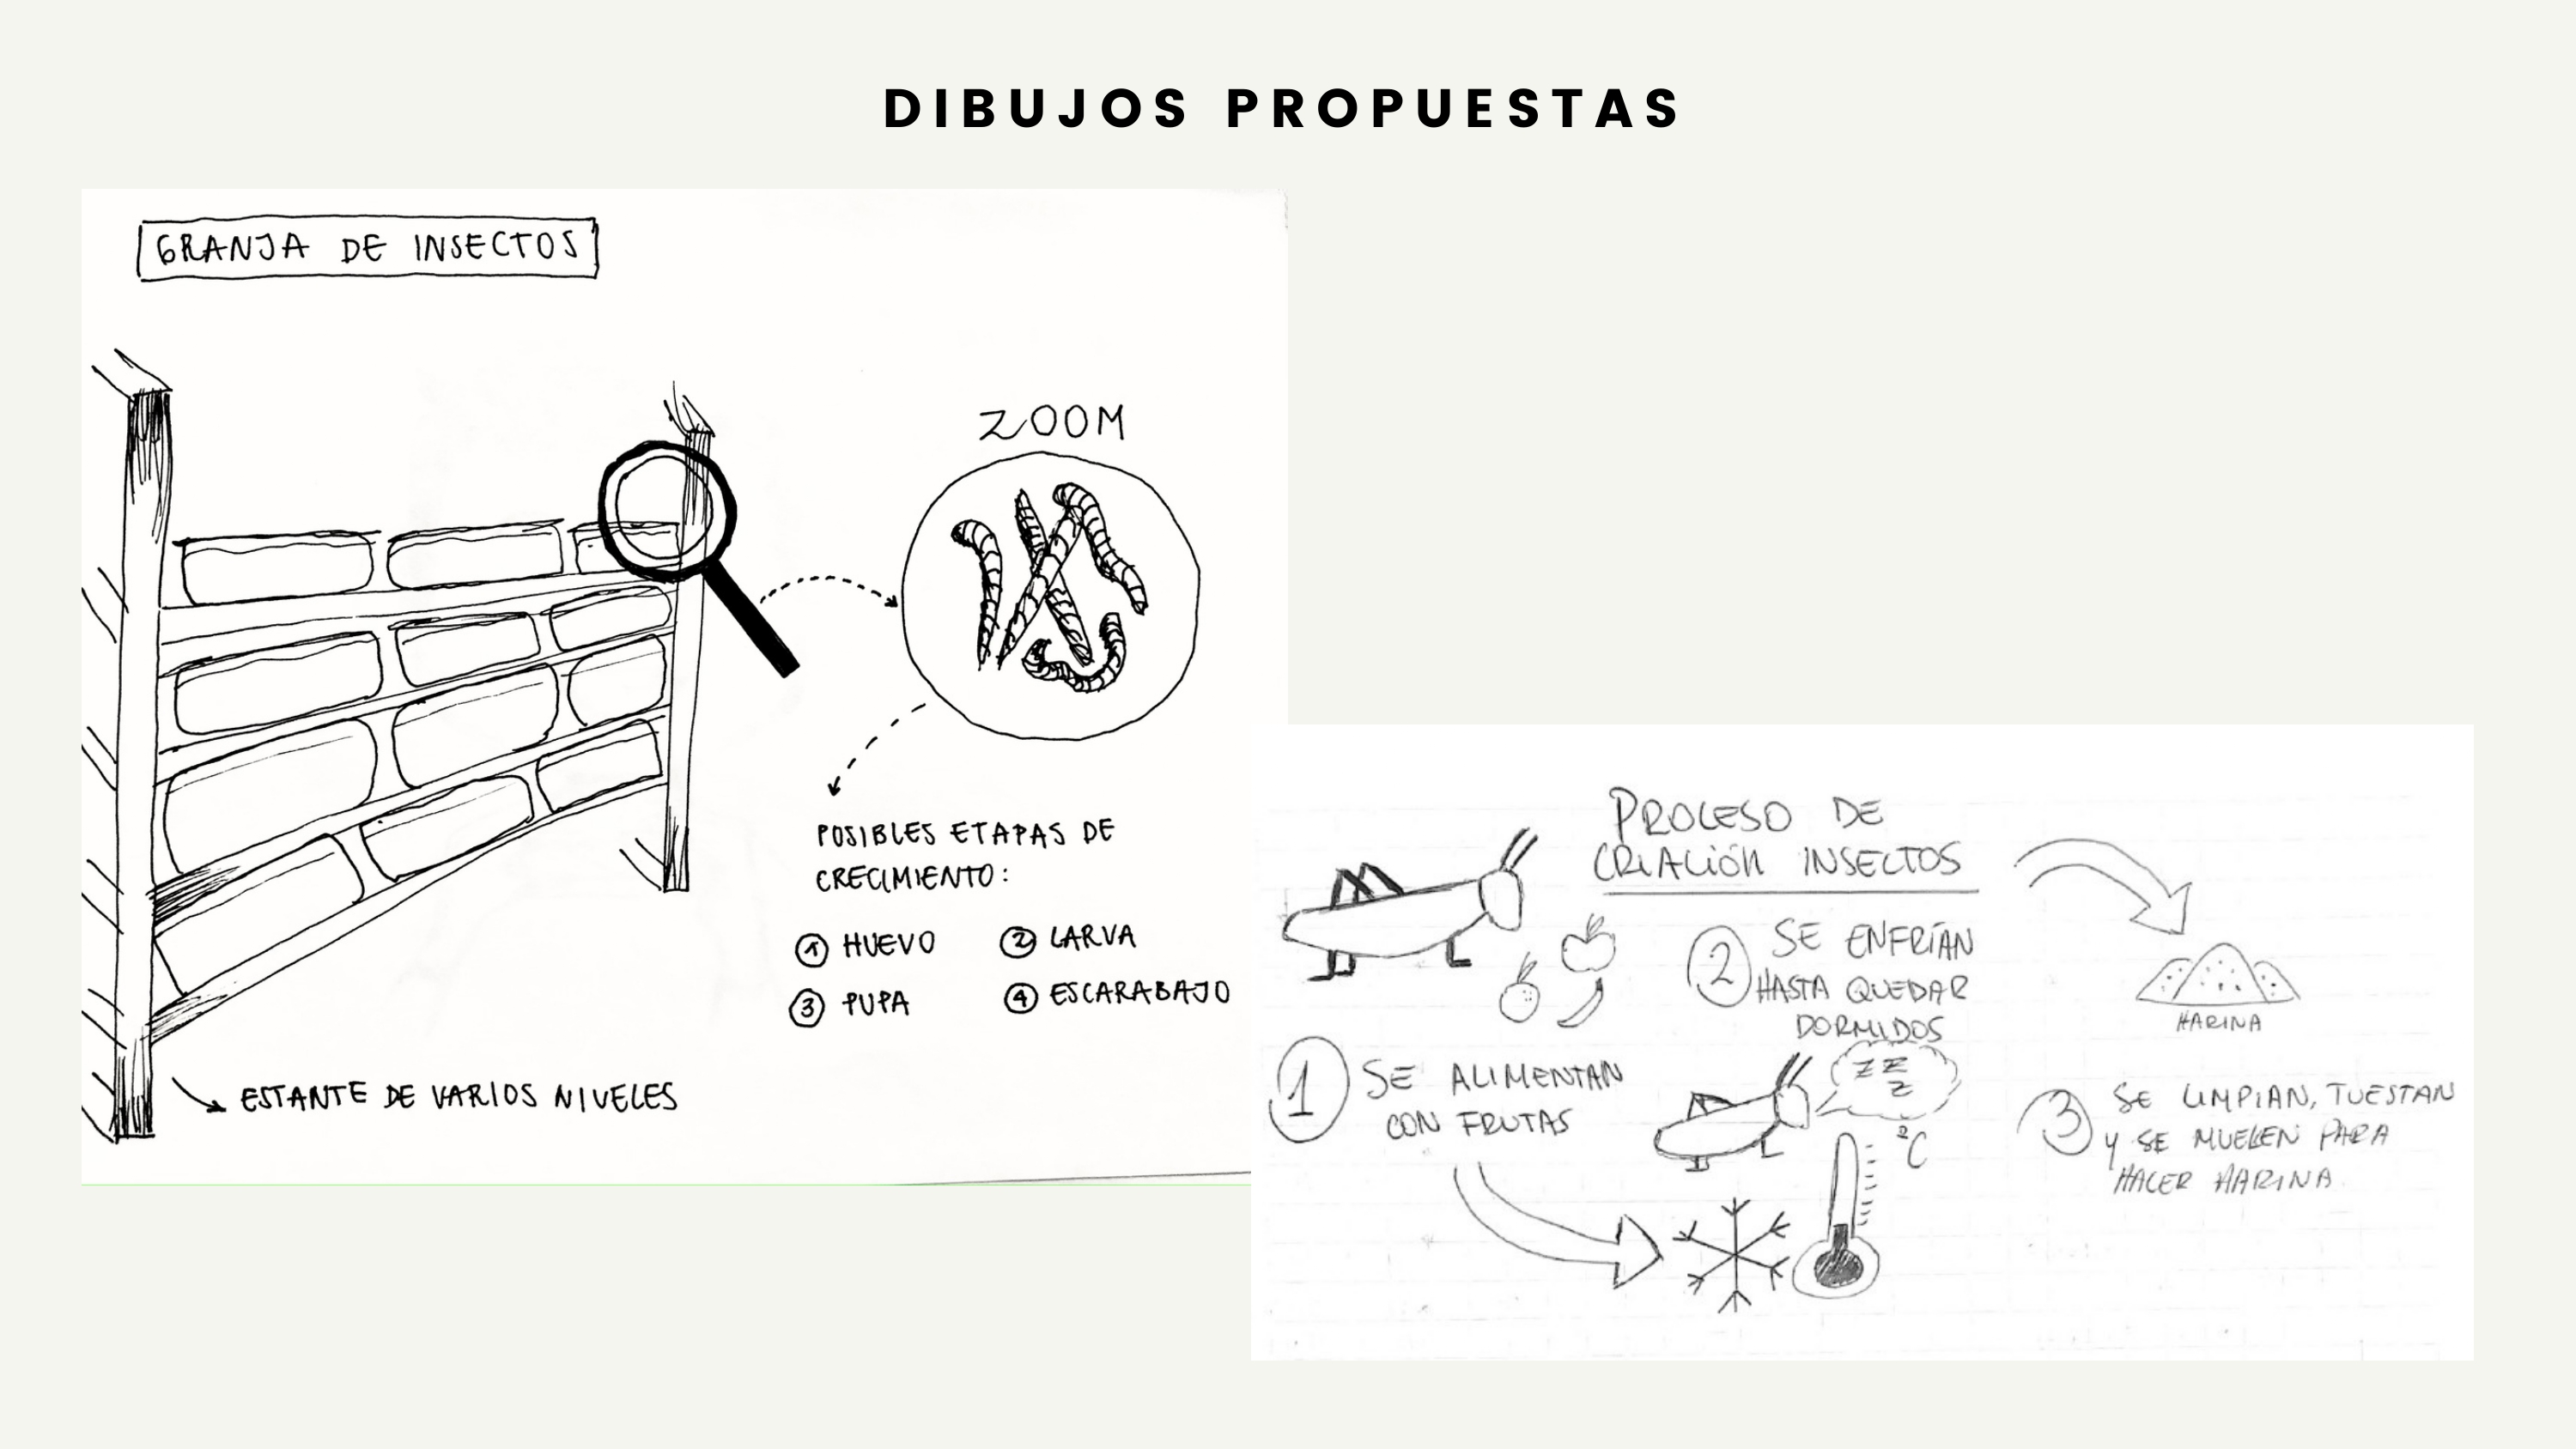 DIBUJOS PROPUESTAS
GRANJA DE INSECTOS
ZOOM
POSIBLES ETAPAS DE
CRECIMIENTO:
1 HUEVO
2 LARVA
3 PUPA
4 ESCARABAJO
ESTANTE DE VARIOS NIVELES
PROCESO DE
CRIACIÓN INSECTOS
1 SE ALIMENTAN
CON FRUTAS
2 SE ENFRÍAN
HASTA QUEDAR
DORMIDOS
ZZ
Z
°C
HARINA
3 SE LIMPIAN, TUESTAN
Y SE MUELEN PARA
HACER HARINA.